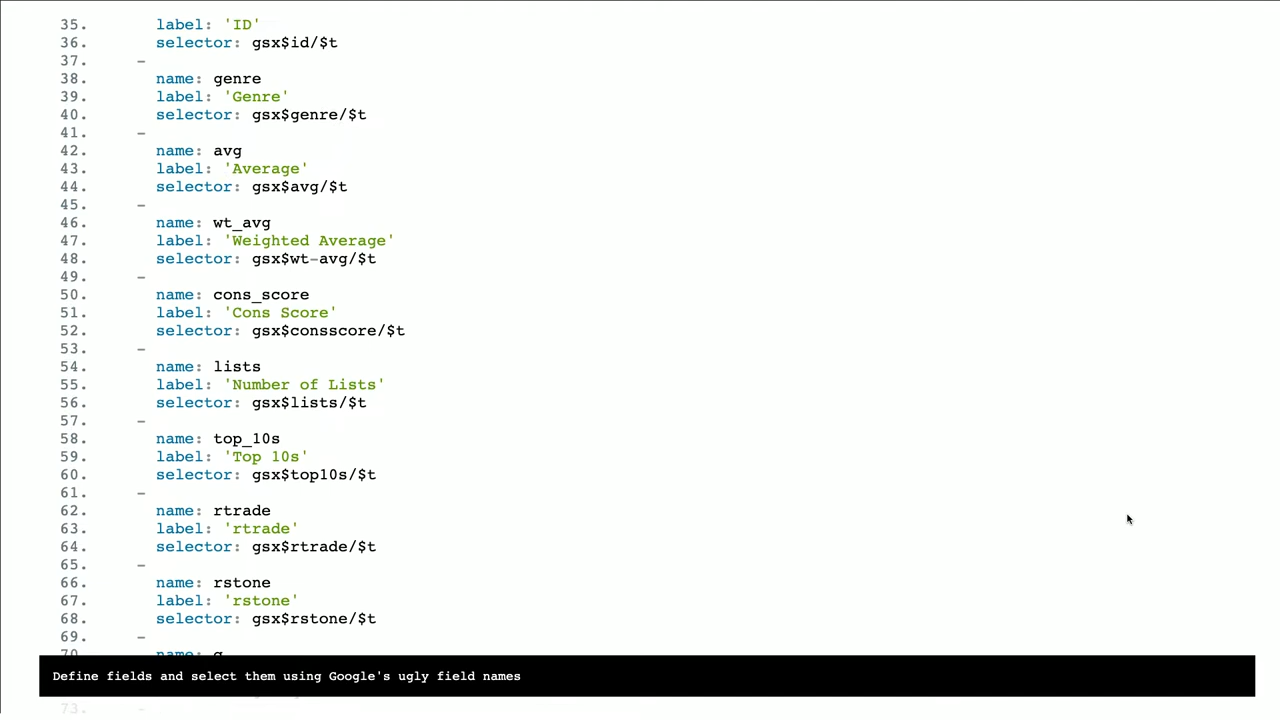 35. label: 'ID'
36. selector: gsx$id/$t
37. -
38. name: genre
39. label: 'Genre'
40. selector: gsx$genre/$t
41. -
42. name: avg
43. label: 'Average'
44. selector: gsx$avg/$t
45. -
46. name: wt_avg
47. label: 'Weighted Average'
48. selector: gsx$wt-avg/$t
49. -
50. name: cons_score
51. label: 'Cons Score'
52. selector: gsx$consscore/$t
53. -
54. name: lists
55. label: 'Number of Lists'
56. selector: gsx$lists/$t
57. -
58. name: top_10s
59. label: 'Top 10s'
60. selector: gsx$top10s/$t
61. -
62. name: rtrade
63. label: 'rtrade'
64. selector: gsx$rtrade/$t
65. -
66. name: rstone
67. label: 'rstone'
68. selector: gsx$rstone/$t
69. -
70. name:
Define fields and select them using Google's ugly field names
73. -